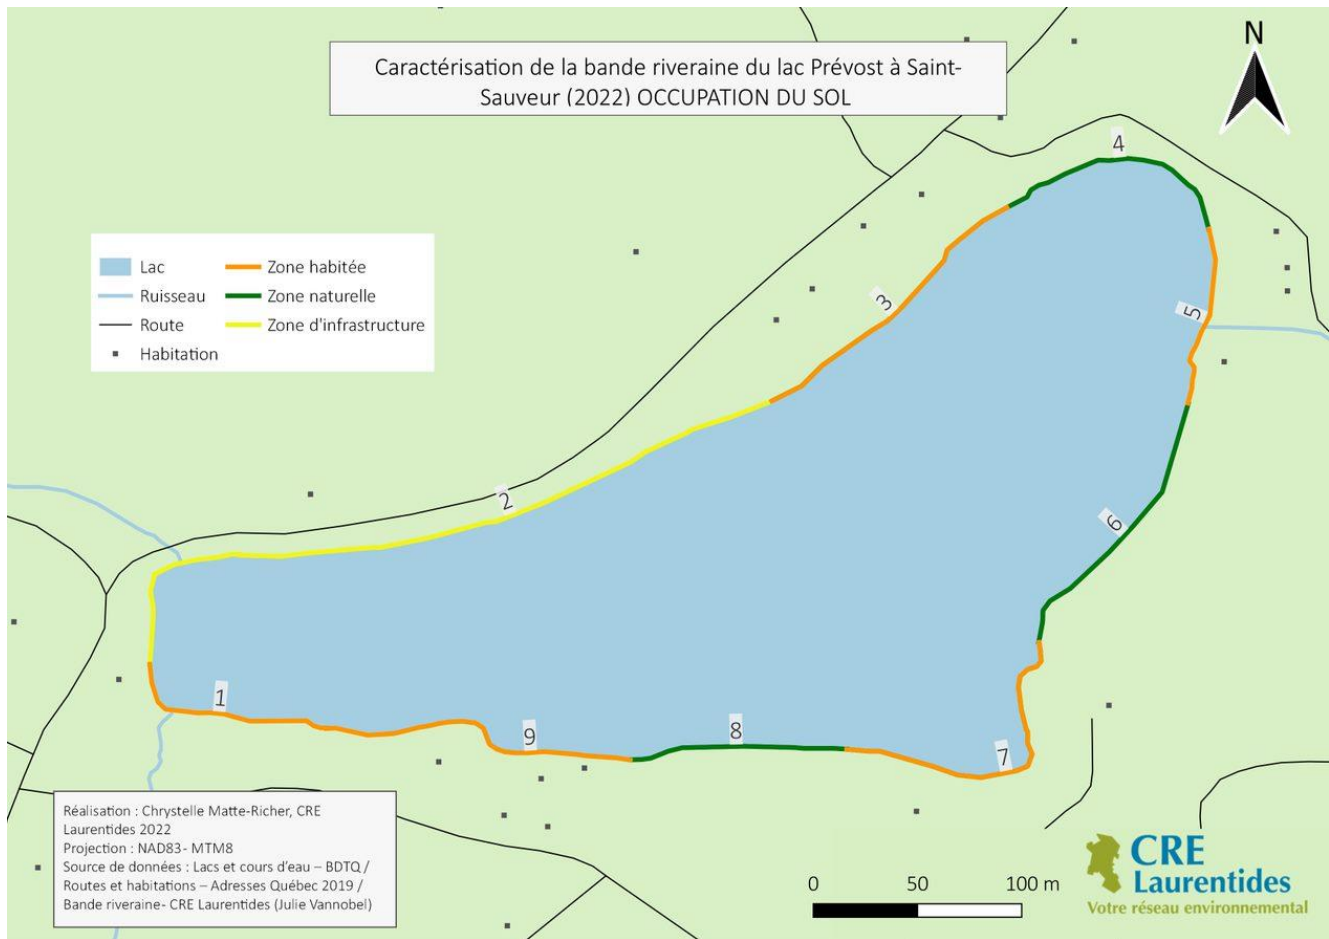 Caractérisation de la bande riveraine du lac Prévost à Saint-
Sauveur (2022) OCCUPATION DU SOL
N
4
Lac
Zone habitée
Ruisseau
Zone naturelle
Route
Zone d'infrastructure
Habitation
3
5
2
6
1
9
8
7
Réalisation : Chrystelle Matte-Richer, CRE
Laurentides 2022
Projection : NAD83- MTM8
Source de données : Lacs et cours d'eau – BDTQ /
Routes et habitations – Adresses Québec 2019 /
Bande riveraine- CRE Laurentides (Julie Vannobel)
0 50 100 m
CRE
Laurentides
Votre réseau environnemental